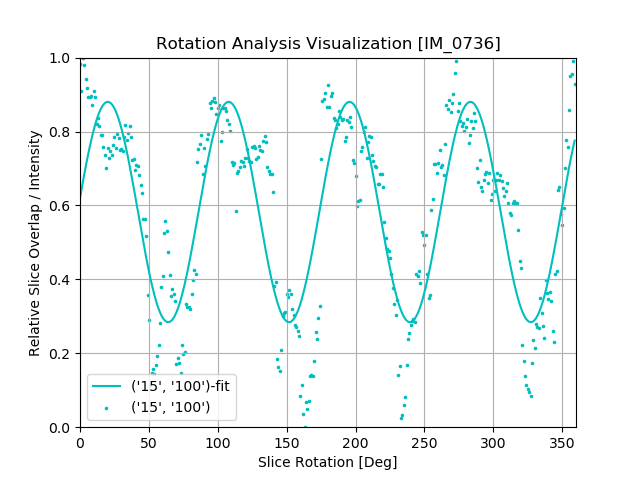 Rotation Analysis Visualization [IM_0736]
Relative Slice Overlap / Intensity
1.0
0.8
0.6
0.4
0.2
0.0
('15', '100')-fit
('15', '100')
0 50 100 150 200 250 300 350
Slice Rotation [Deg]